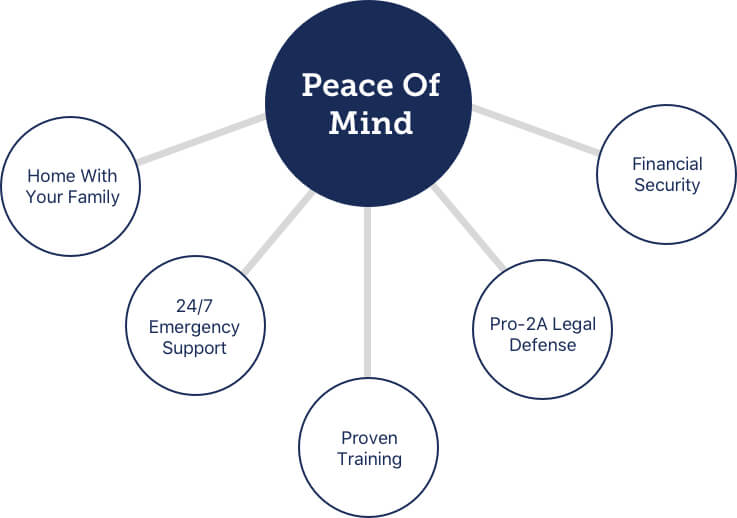 Peace Of
Mind
Home With
Your Family
24/7
Emergency
Support
Proven
Training
Pro-2A Legal
Defense
Financial
Security